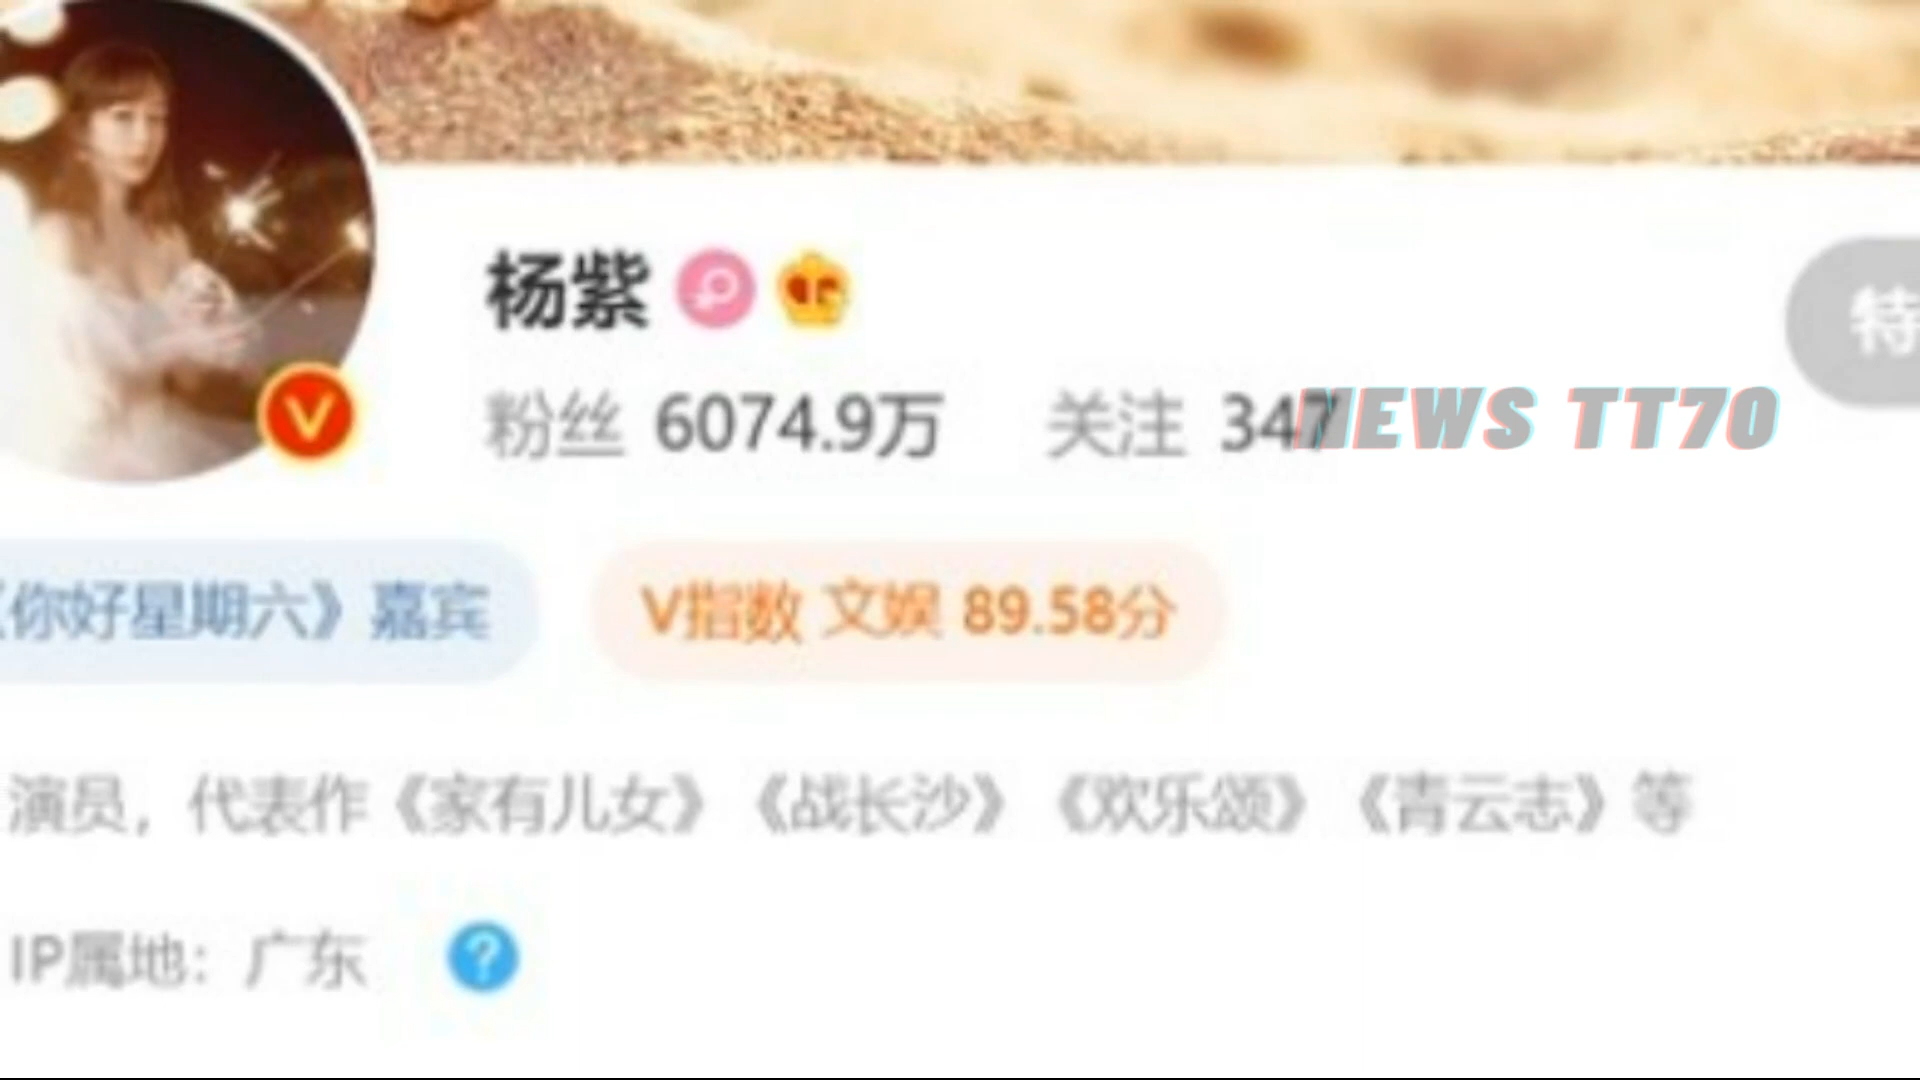 杨紫
粉丝 6074.9万 关注 347
NEWS TT70
特
《你好星期六》嘉宾
V指数 文娱 89.58分
演员，代表作《家有儿女》《战长沙》《欢乐颂》《青云志》等
IP属地：广东